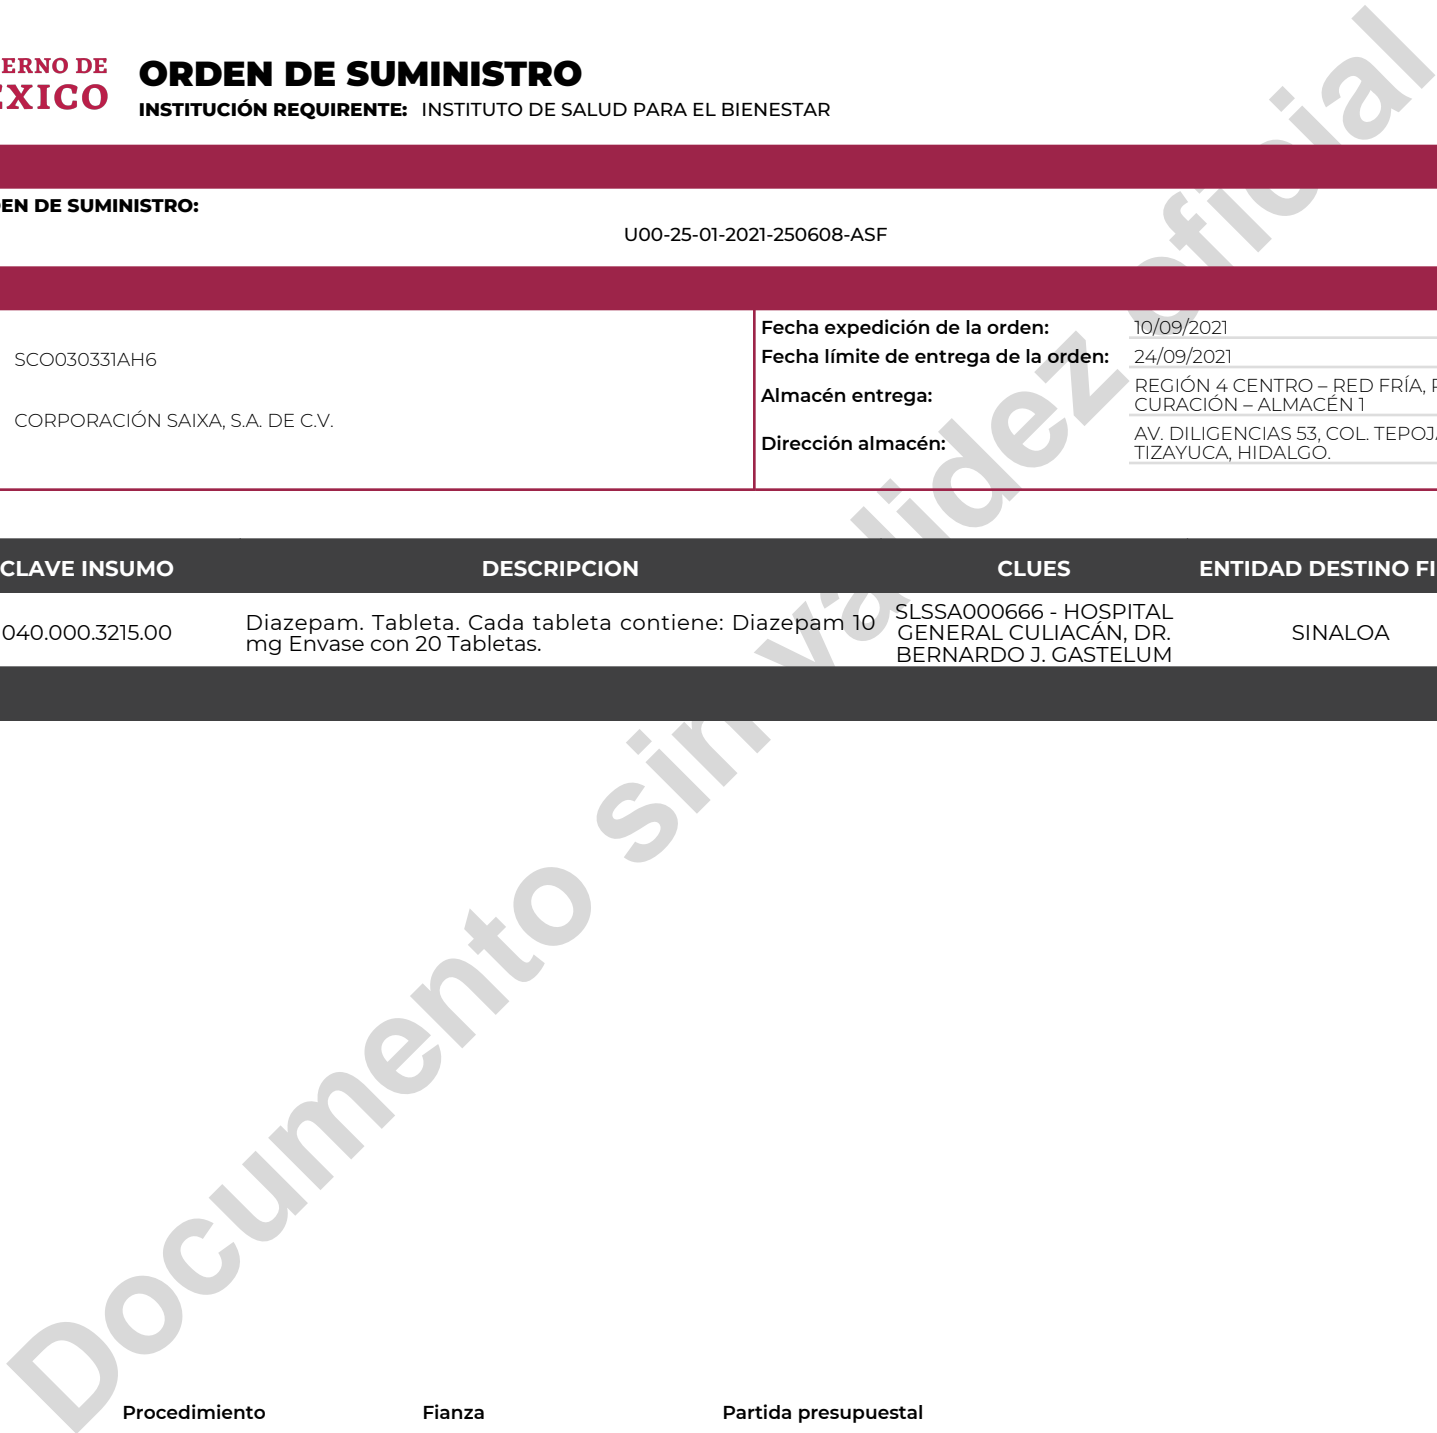 ERNO DE
EXICO
ORDEN DE SUMINISTRO
INSTITUCIÓN REQUIRENTE: INSTITUTO DE SALUD PARA EL BIENESTAR
EN DE SUMINISTRO:
U00-25-01-2021-250608-ASF
SCO030331AH6
CORPORACIÓN SAIXA, S.A. DE C.V.
Fecha expedición de la orden: 10/09/2021
Fecha límite de entrega de la orden: 24/09/2021
Almacén entrega: REGIÓN 4 CENTRO – RED FRÍA,
CURACIÓN – ALMACÉN 1
Dirección almacén: AV. DILIGENCIAS 53, COL. TEPOJ
TIZAYUCA, HIDALGO.
CLAVE INSUMO DESCRIPCION CLUES ENTIDAD DESTINO FI
040.000.3215.00
Diazepam. Tableta. Cada tableta contiene: Diazepam 10
mg Envase con 20 Tabletas.
SLSSA000666 - HOSPITAL
GENERAL CULIACÁN, DR.
BERNARDO J. GASTELUM
SINALOA
Documento sin validez oficial
Procedimiento Fianza Partida presupuestal